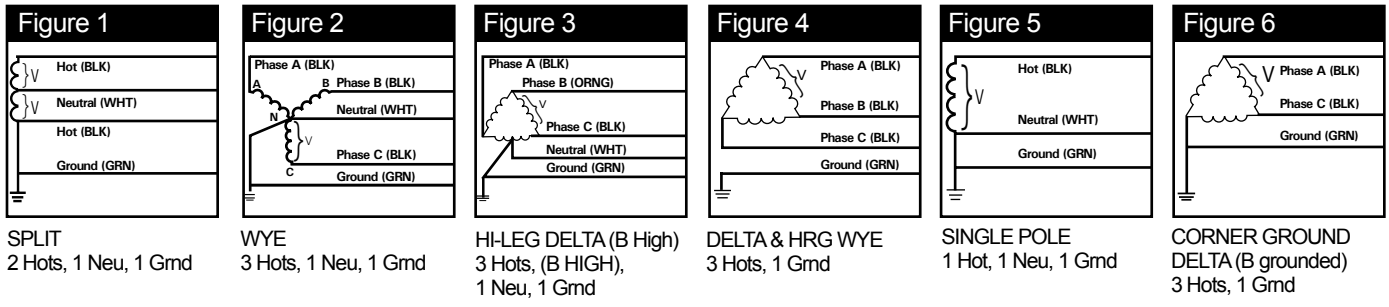 Figure 1
Hot (BLK)
V
Neutral (WHT)
V
Hot (BLK)
Ground (GRN)
SPLIT
2 Hots, 1 Neu, 1 Grnd
Figure 2
Phase A (BLK)
A
B
Phase B (BLK)
Neutral (WHT)
N
V
Phase C (BLK)
C
Ground (GRN)
WYE
3 Hots, 1 Neu, 1 Grnd
Figure 3
Phase A (BLK)
Phase B (ORNG)
V
Phase C (BLK)
Neutral (WHT)
Ground (GRN)
HI-LEG DELTA (B High)
3 Hots, (B HIGH),
1 Neu, 1 Grnd
Figure 4
Phase A (BLK)
V
Phase B (BLK)
Phase C (BLK)
Ground (GRN)
DELTA & HRG WYE
3 Hots, 1 Grnd
Figure 5
Hot (BLK)
V
Neutral (WHT)
Ground (GRN)
SINGLE POLE
1 Hot, 1 Neu, 1 Grnd
Figure 6
V Phase A (BLK)
Phase C (BLK)
Ground (GRN)
CORNER GROUND
DELTA (B grounded)
3 Hots, 1 Grnd